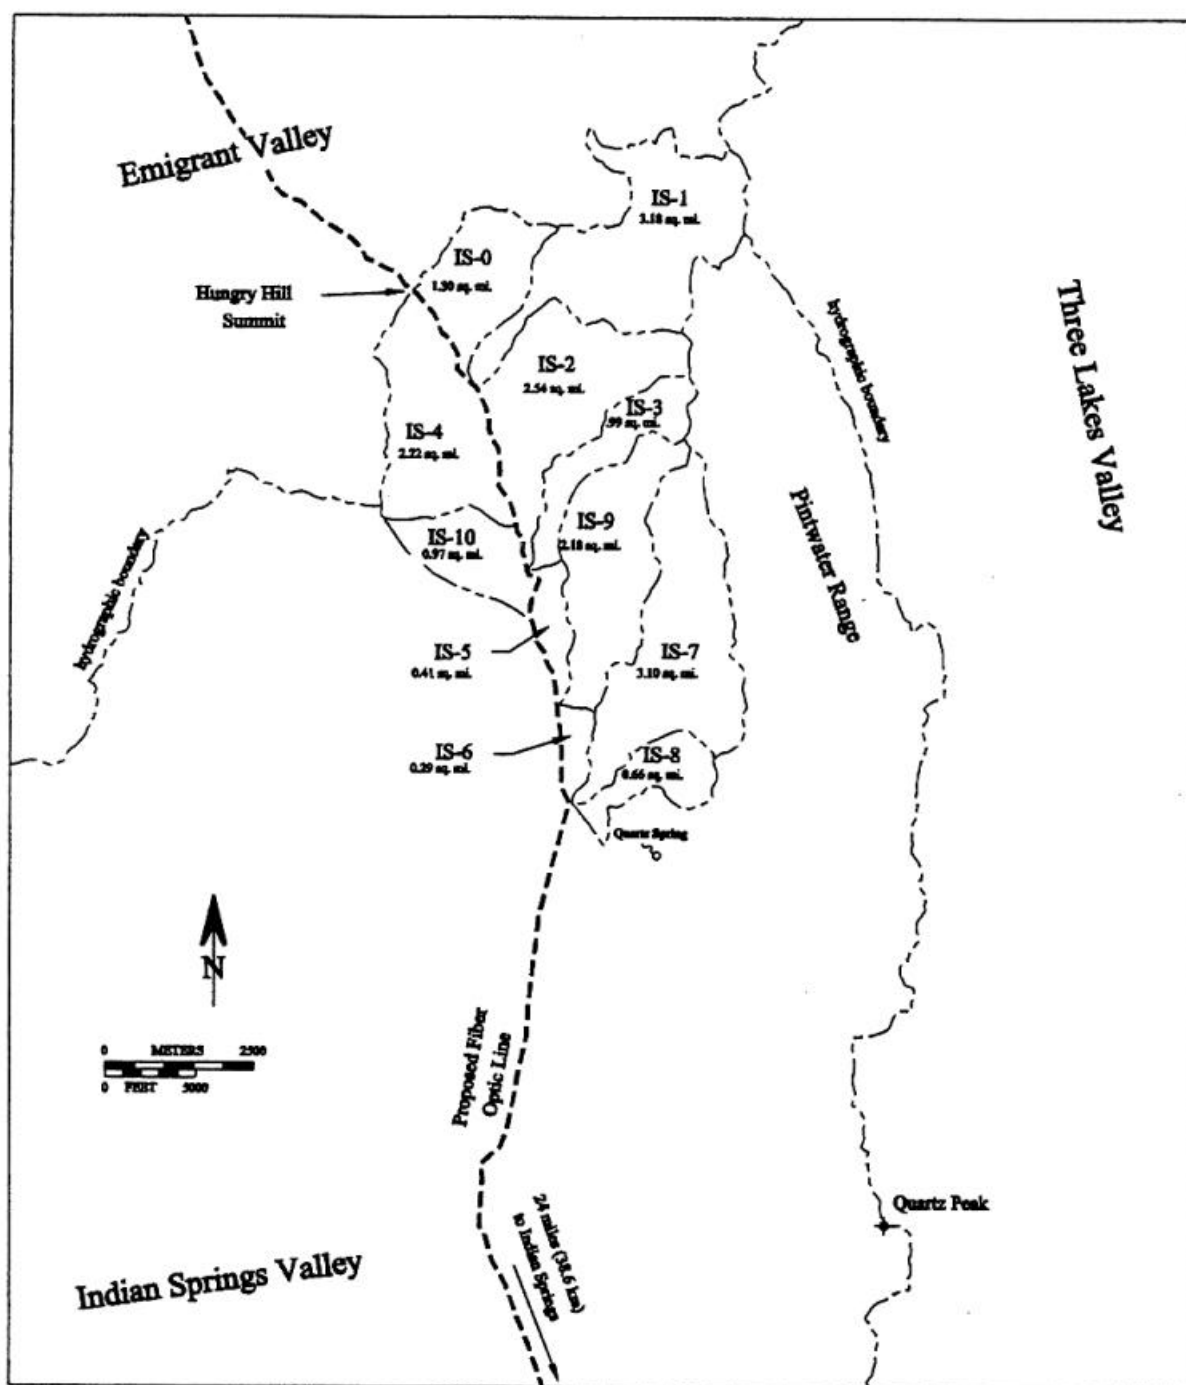 Emigrant Valley
IS-1
3.18 sq. mi.
IS-0
1.30 sq. mi.
Hungry Hill
Summit
hydrographic boundary
Three Lakes Valley
IS-2
2.54 sq. mi.
IS-3
.99 sq. mi.
IS-4
2.22 sq. mi.
IS-9
2.18 sq. mi.
IS-10
0.97 sq. mi.
Pintwater Range
hydrographic boundary
IS-5
0.41 sq. mi.
IS-7
3.10 sq. mi.
IS-6
0.29 sq. mi.
IS-8
0.66 sq. mi.
Quartz Spring
N
0 METERS 2500
0 FEET 5000
Proposed Fiber
Optic Line
Quartz Peak
24 miles (38.6 km)
to Indian Springs
Indian Springs Valley